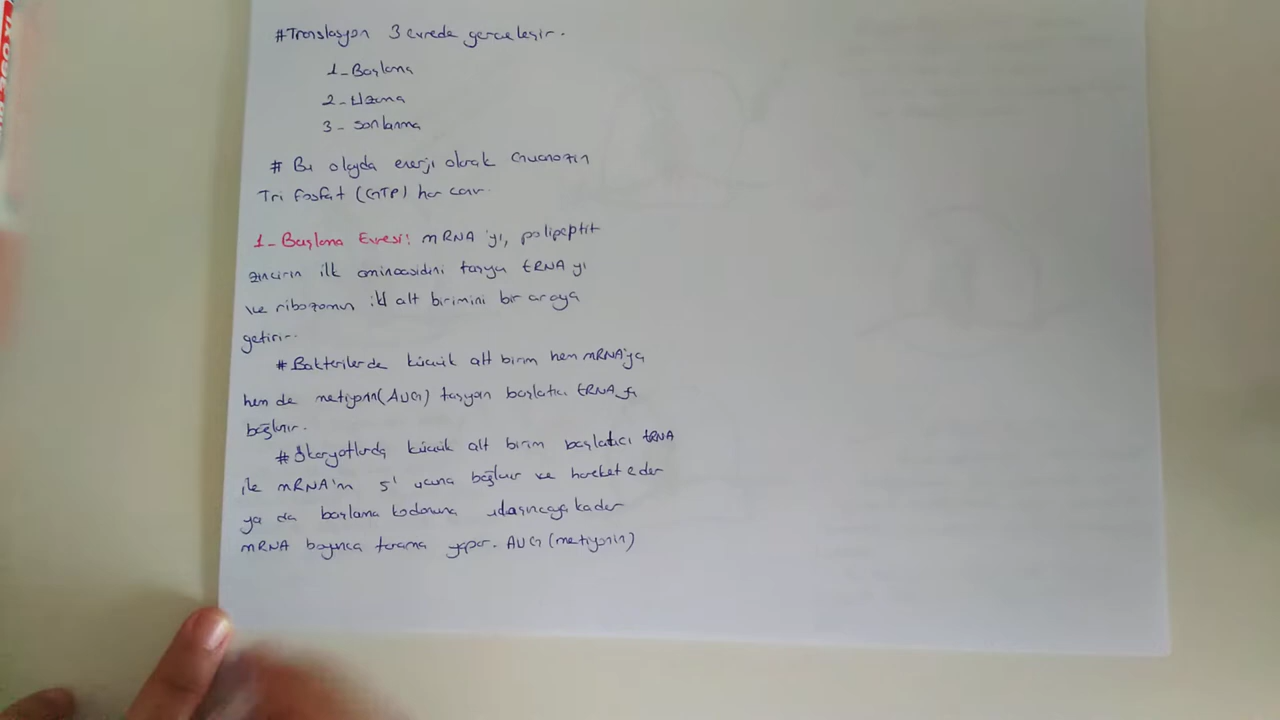 #Translasyon 3 evrede gerçekleşir.
1-Başlama
2-Uzama
3-Sonlanma
# Bu olayda enerji olarak Guanozin
Tri fosfat (GTP) harcanır.
1-Başlama Evresi: mRNA'yı, polipeptit
zincirin ilk aminoasidini taşıyan tRNA yı
ve ribozomun iki alt birimini bir araya
getirir.
#Bakterilerde küçük alt birim hem mRNA'ya
hem de metiyonin(AUG) taşıyan başlatıcı tRNA ya
bağlanır.
#Ökaryotlarda küçük alt birim başlatıcı tRNA
ile mRNA'nın 5' ucuna bağlanır ve hareket eder
ya da başlama kodonuna ulaşıncaya kadar
mRNA boyunca tarama yapar. AUG (metiyonin)